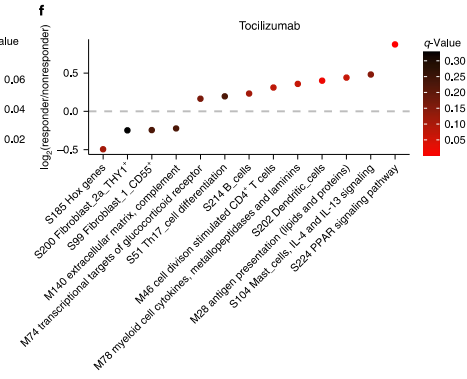 f
Tocilizumab
alue
0.06
0.04
0.02
log2(responder/nonresponder)
0.5
0.0
−0.5
S185 Hox genes
S200 Fibroblast_2a_THY1+
S99 Fibroblast_1_CD55+
M140 extracellular matrix, complement
M74 transcriptional targets of glucocorticoid receptor
S51 Th17_cell differentiation
S214 B_cells
M46 cell divison stimulated CD4+ T cells
M78 myeloid cell cytokines, metallopeptidases and laminins
S202 Dendritic_cells
M28 antigen presentation (lipids and proteins)
S104 Mast_cells, IL-4 and IL-13 signaling
S224 PPAR signaling pathway
q-Value
0.30
0.25
0.20
0.15
0.10
0.05